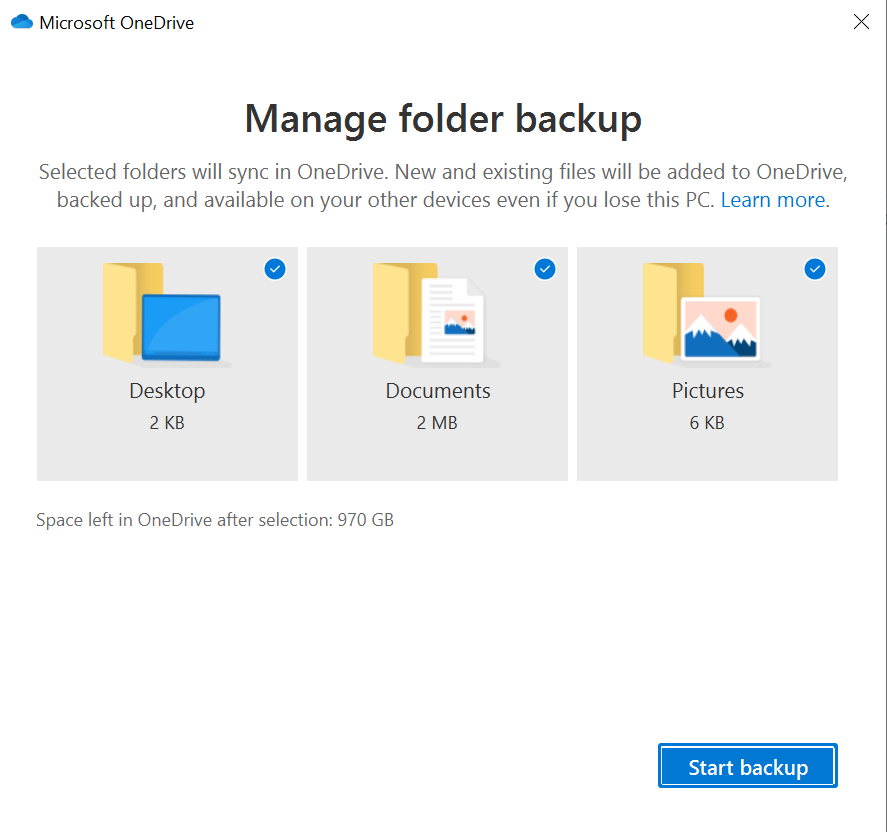 Microsoft OneDrive
Manage folder backup
Selected folders will sync in OneDrive. New and existing files will be added to OneDrive,
backed up, and available on your other devices even if you lose this PC. Learn more.
Desktop
2 KB
Documents
2 MB
Pictures
6 KB
Space left in OneDrive after selection: 970 GB
Start backup